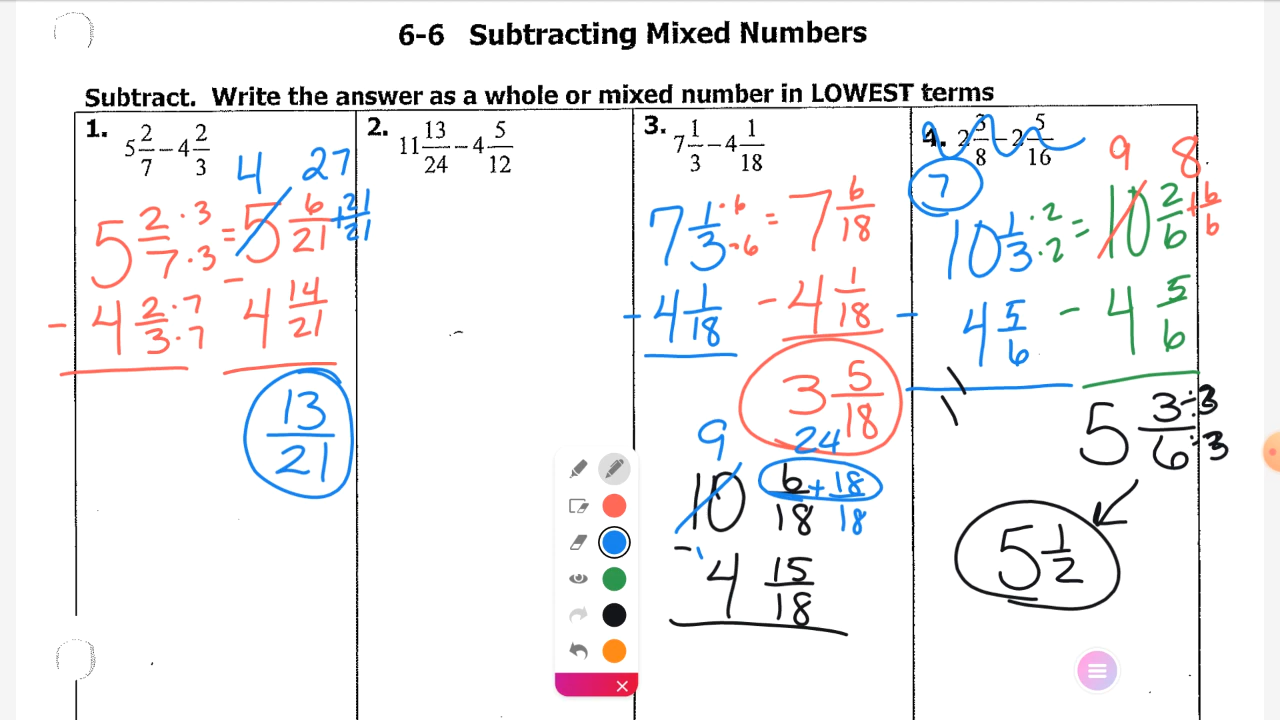 6-6 Subtracting Mixed Numbers
Subtract. Write the answer as a whole or mixed number in LOWEST terms
1. 5 2/7 − 4 2/3
4 27
5 2/7 · 3 · 3 = 5 6/21 + 21/21
− 4 2/3 · 7 · 7 − 4 14/21
13/21
2. 11 13/24 − 4 5/12
3. 7 1/3 − 4 1/18
7 1/3 · 6 · 6 = 7 6/18
− 4 1/18 − 4 1/18
3 5/18
9 24
10 6/18 + 18/18
− 4 15/18
4. 2 3/8 − 2 5/16
7 9 8
10 1/3 · 2 · 2 = 10 2/6 + 6/6
− 4 5/6 − 4 5/6
5 3/6 ÷ 3 ÷ 3
5 1/2